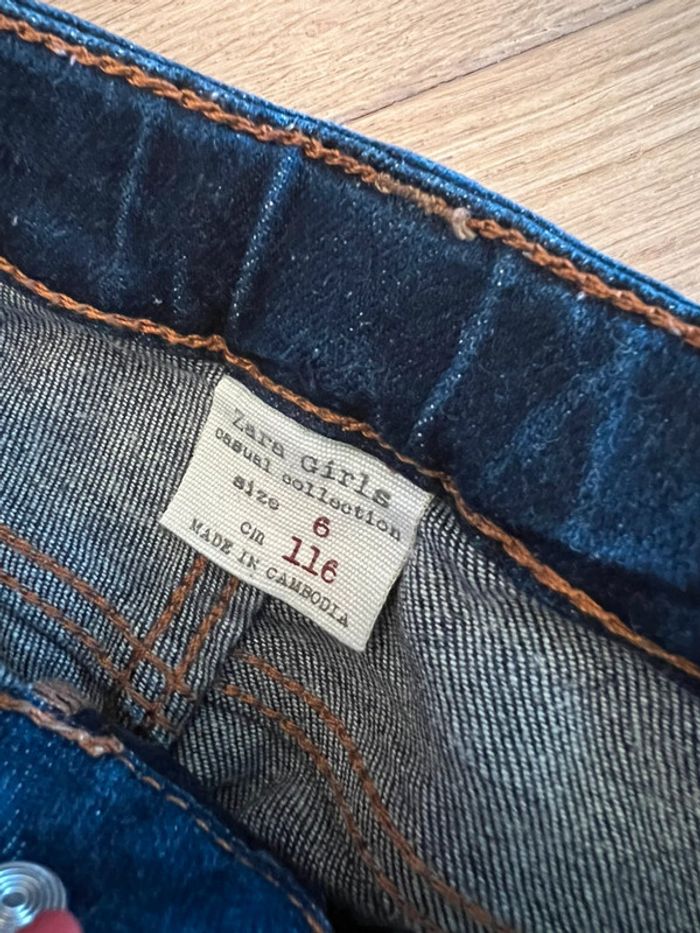 Zara Girls
casual collection
size 6
cm 116
MADE IN CAMBODIA